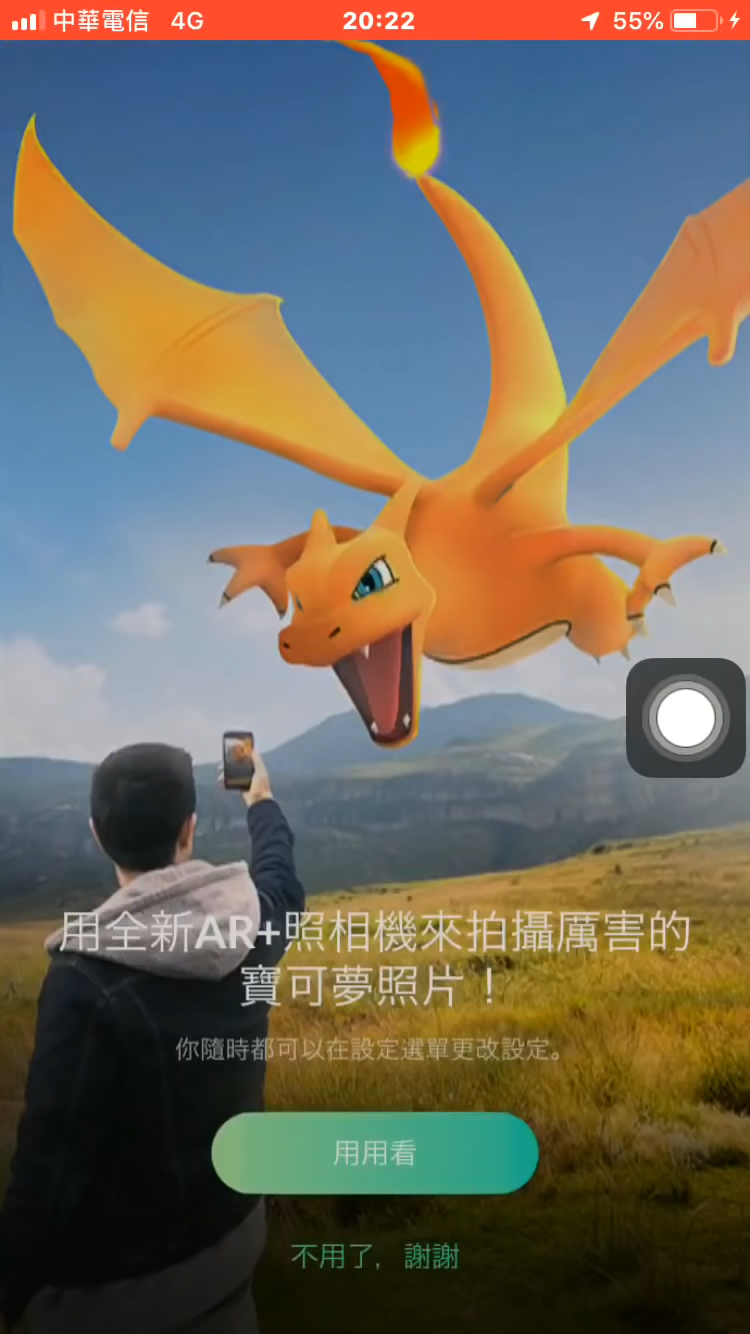 中華電信 4G 20:22 55%
用全新AR+照相機來拍攝厲害的
寶可夢照片！
你隨時都可以在設定選單更改設定。
用用看
不用了，謝謝